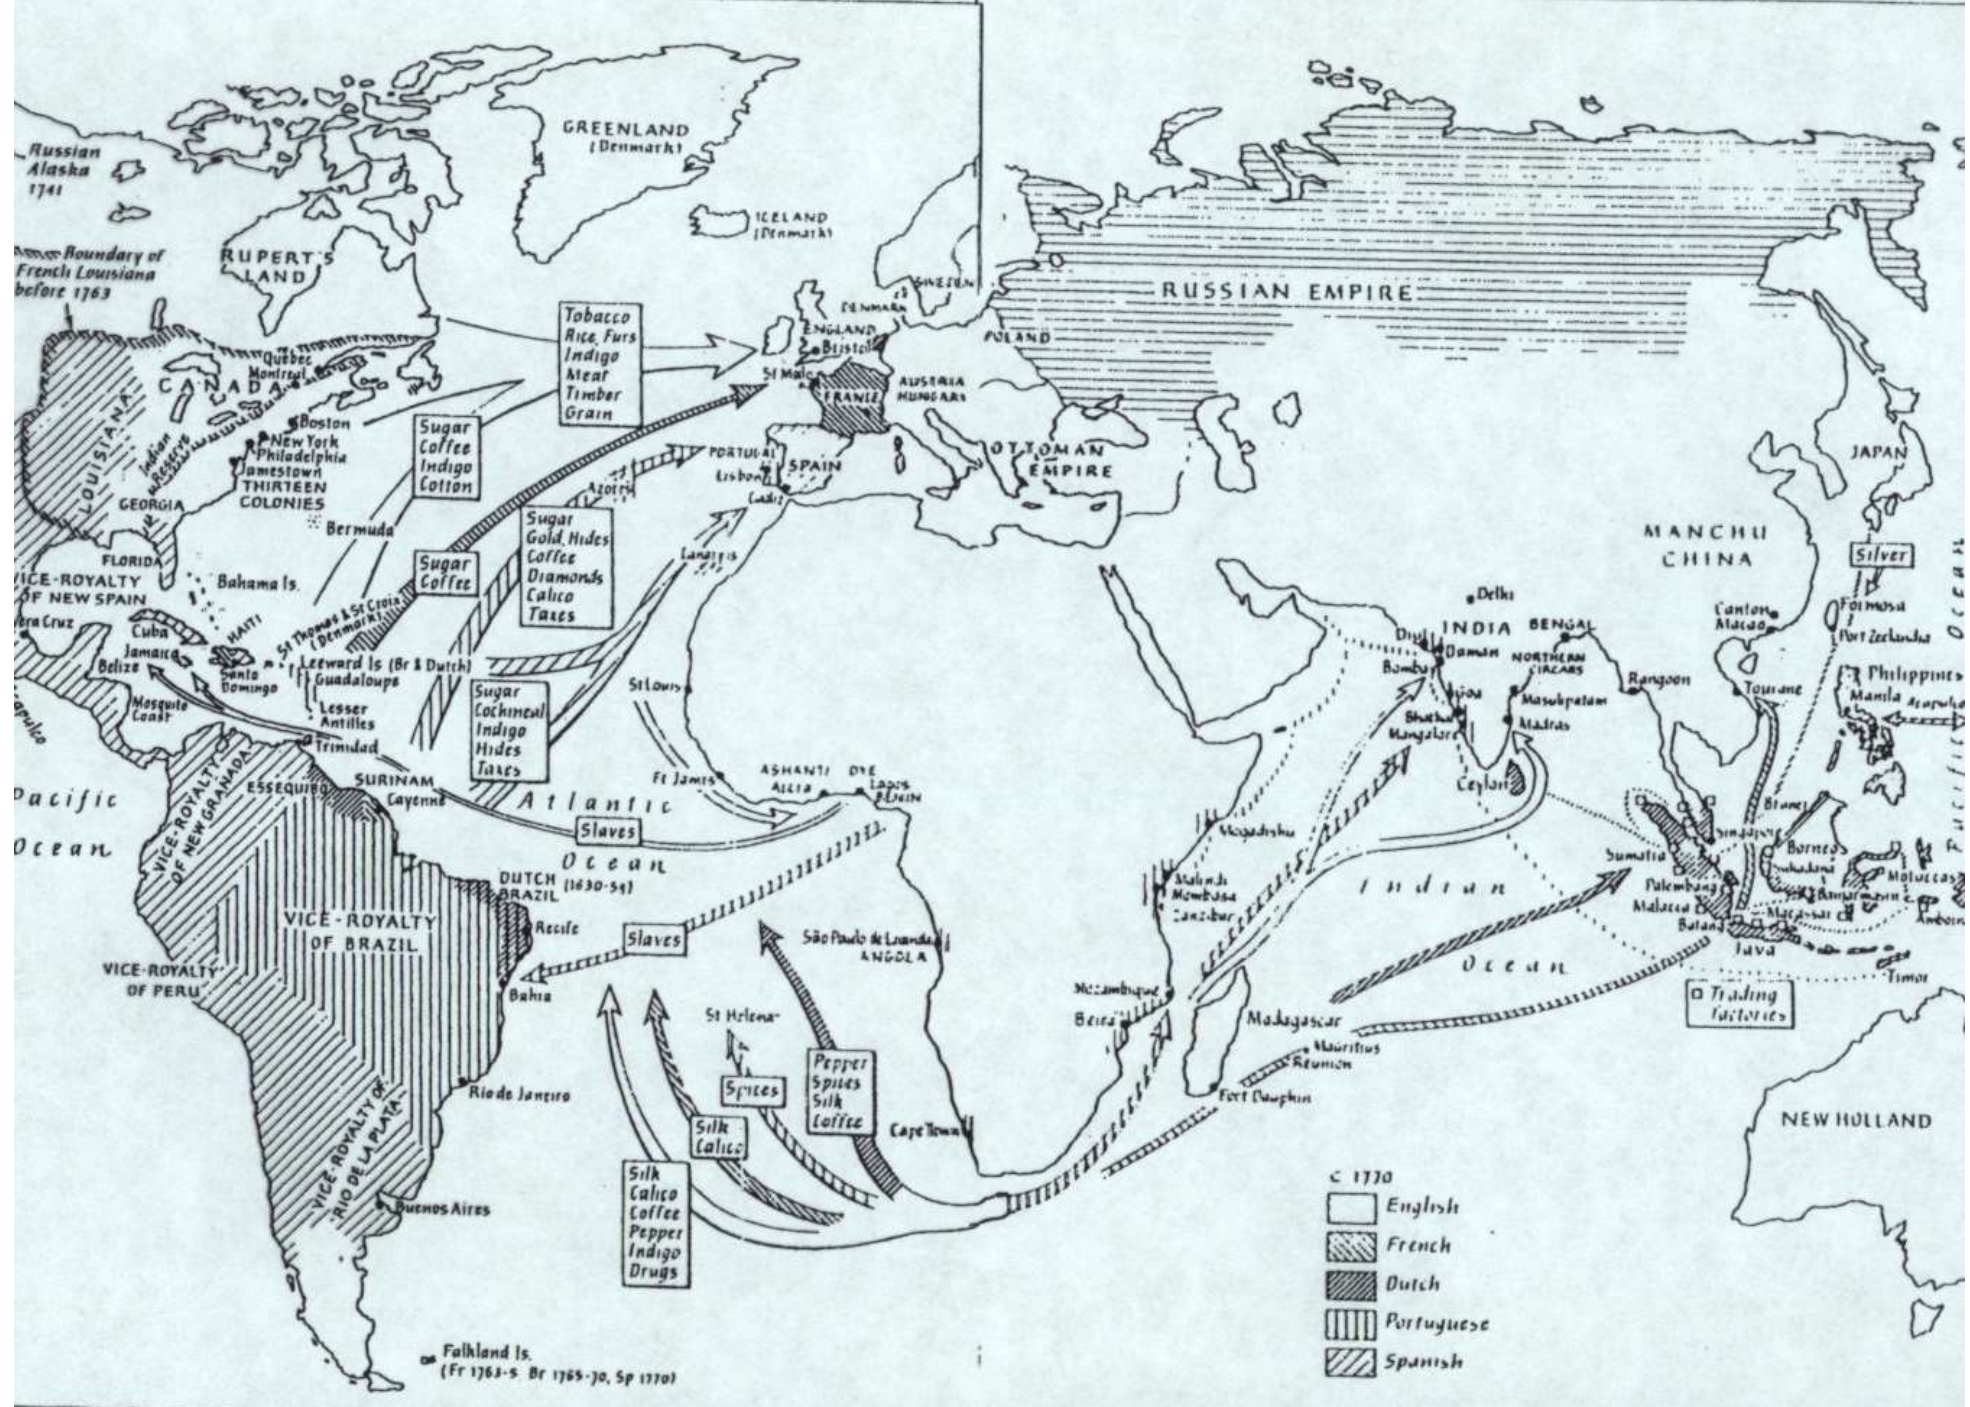 Russian
Alaska
1741
GREENLAND
(Denmark)
ICELAND
(Denmark)
Boundary of
French Louisiana
before 1763
RUPERT'S
LAND
SWEDEN
DENMARK
ENGLAND
Bristol
POLAND
RUSSIAN EMPIRE
Tobacco
Rice, Furs
Indigo
Meat
Timber
Grain
St Malo
FRANCE
AUSTRIA
HUNGARY
Québec
Montreal
CANADA
LOUISIANA
Indian
Reserve
Boston
New York
Philadelphia
Jamestown
THIRTEEN
COLONIES
GEORGIA
Bermuda
FLORIDA
Sugar
Coffee
Indigo
Cotton
PORTUGAL
Lisbon
SPAIN
Cadiz
Azores
OTTOMAN
EMPIRE
JAPAN
MANCHU
CHINA
Silver
Sugar
Gold, Hides
Coffee
Diamonds
Calico
Taxes
Sugar
Coffee
VICE-ROYALTY
OF NEW SPAIN
Vera Cruz
Bahama Is.
Cuba
HAITI
Jamaica
Belize
Santo
Domingo
St Thomas & St Croix
(Denmark)
Leeward Is (Br & Dutch)
Guadaloupe
Mosquito
Coast
Lesser
Antilles
Trinidad
Sugar
Cochineal
Indigo
Hides
Taxes
St Louis
Ft James
ASHANTI
Lagos
BENIN
Delhi
INDIA
BENGAL
Diu
Daman
Bombay
NORTHERN
CIRCARS
Goa
Masulipatam
Madras
Mangalore
Ceylon
Rangoon
Canton
Macao
Formosa
Fort Zeelandia
Tourane
Philippines
Manila
Acapulco
Pacific
Ocean
VICE-ROYALTY
OF NEW GRANADA
ESSEQUIBO
SURINAM
Cayenne
Atlantic
Ocean
Slaves
DUTCH
BRAZIL
(1630-54)
Recife
VICE-ROYALTY
OF BRAZIL
Slaves
Bahia
VICE-ROYALTY
OF PERU
São Paulo de Luanda
ANGOLA
Mogadishu
Malindi
Mombasa
Zanzibar
Indian
Ocean
Brunei
Singapore
Sumatra
Borneo
Sukadana
Palembang
Banjarmasin
Moluccas
Malacca
Macassar
Amboina
Java
Timor
Trading
factories
Mozambique
Beira
St Helena
Madagascar
Mauritius
Reunion
Fort Dauphin
Pepper
Spices
Silk
Coffee
Spices
Silk
Calico
Cape Town
Rio de Janeiro
VICE-ROYALTY OF
RIO DE LA PLATA
Buenos Aires
Silk
Calico
Coffee
Pepper
Indigo
Drugs
NEW HOLLAND
c 1770
English
French
Dutch
Portuguese
Spanish
Falkland Is.
(Fr 1763-5 Br 1765-70, Sp 1770)